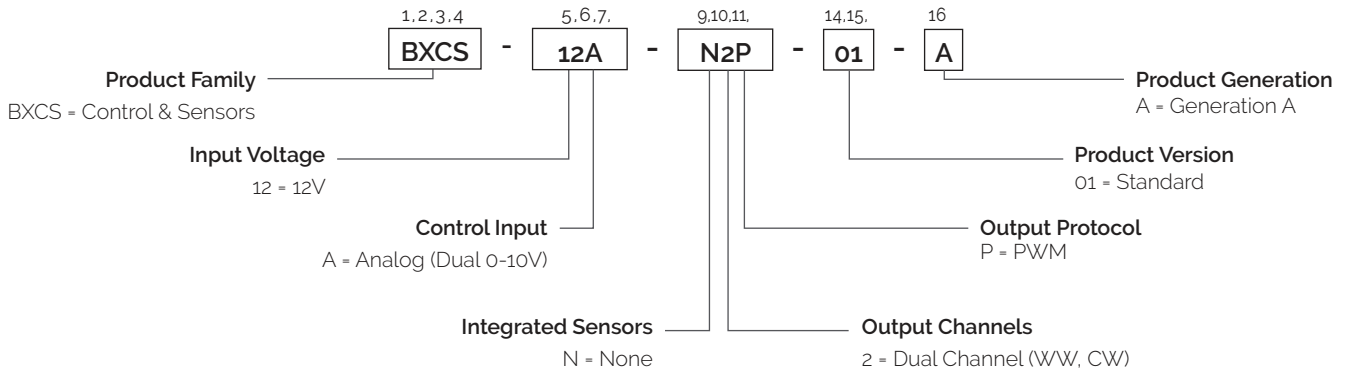 1,2,3,4 5,6,7, 9,10,11, 14,15, 16
BXCS - 12A - N2P - 01 - A
Product Family
BXCS = Control & Sensors
Product Generation
A = Generation A
Input Voltage
12 = 12V
Product Version
01 = Standard
Control Input
A = Analog (Dual 0-10V)
Output Protocol
P = PWM
Integrated Sensors
N = None
Output Channels
2 = Dual Channel (WW, CW)